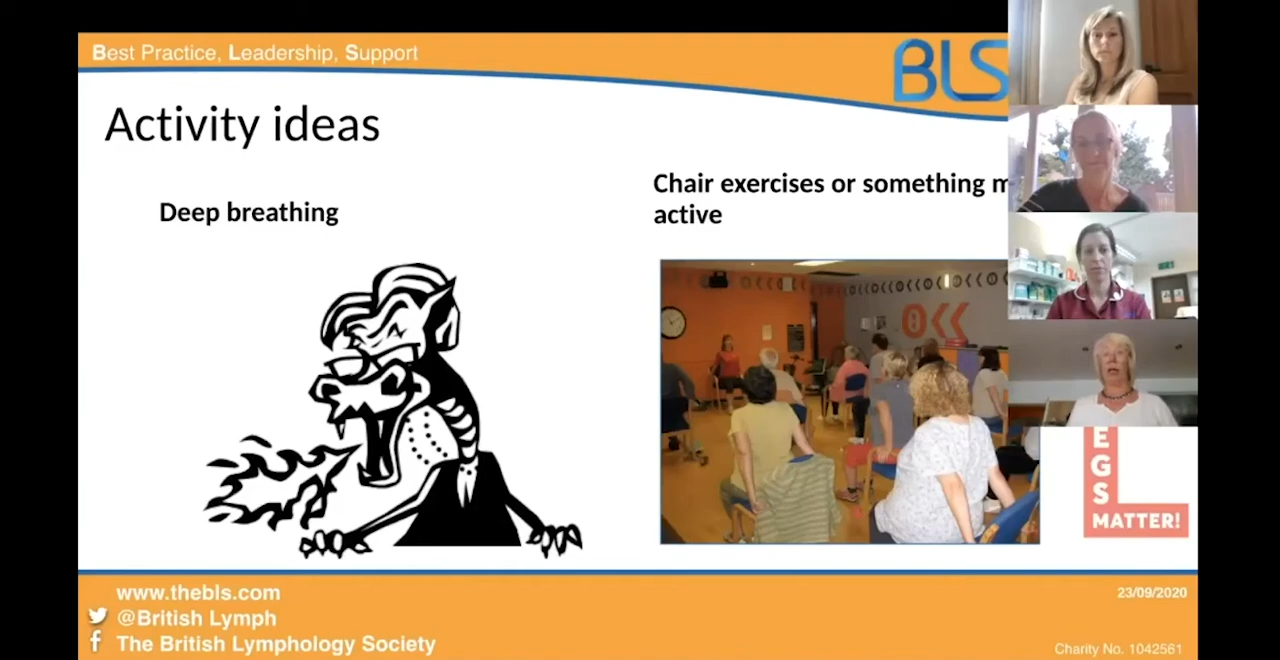 Best Practice, Leadership, Support
BLS
Activity ideas
Deep breathing
Chair exercises or something m
active
EGS
MATTER!
www.thebls.com
@British Lymph
The British Lymphology Society
23/09/2020
Charity No. 1042561